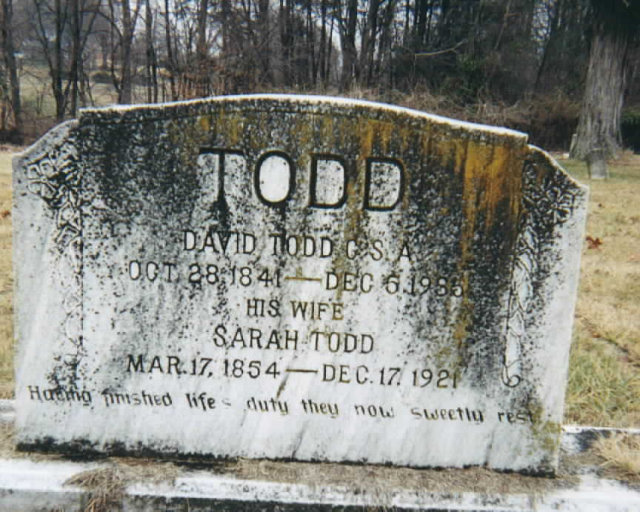 TODD
DAVID TODD C.S.A.
OCT. 28, 1841 — DEC. 6,
HIS WIFE
SARAH TODD
MAR. 17, 1854 — DEC. 17, 1921
Having finished life's duty they now sweetly rest